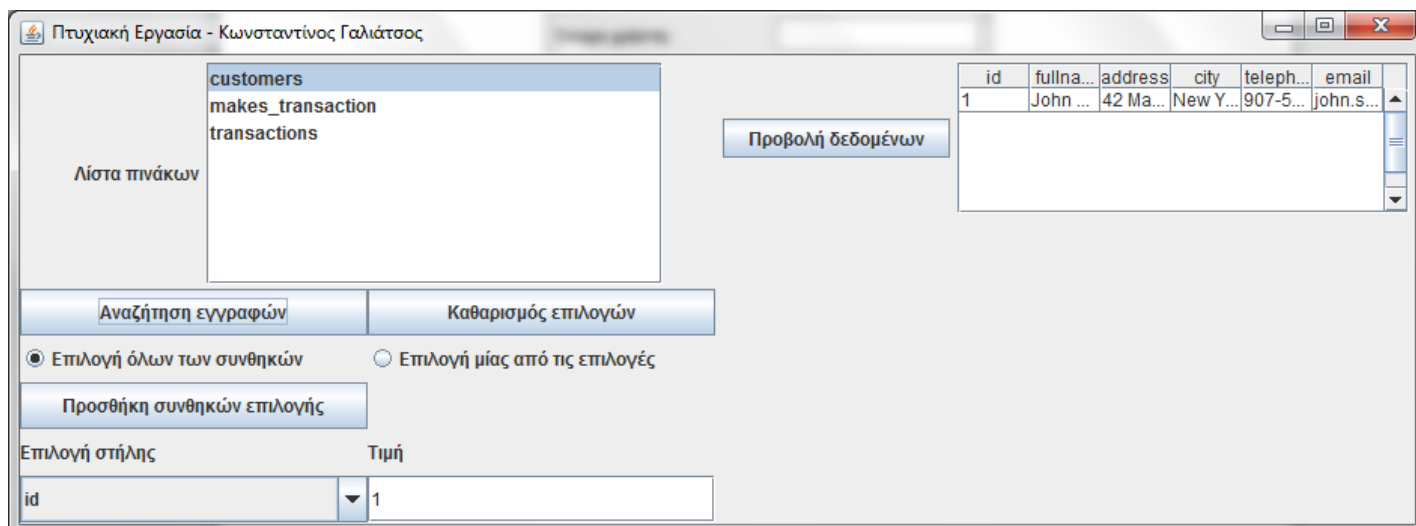 Πτυχιακή Εργασία - Κωνσταντίνος Γαλιάτσος
customers
makes_transaction
transactions
Λίστα πινάκων
Προβολή δεδομένων
id fullna... address city teleph... email
1 John ... 42 Ma... New Y... 907-5... john.s...
Αναζήτηση εγγραφών Καθαρισμός επιλογών
Επιλογή όλων των συνθηκών Επιλογή μίας από τις επιλογές
Προσθήκη συνθηκών επιλογής
Επιλογή στήλης Τιμή
id 1